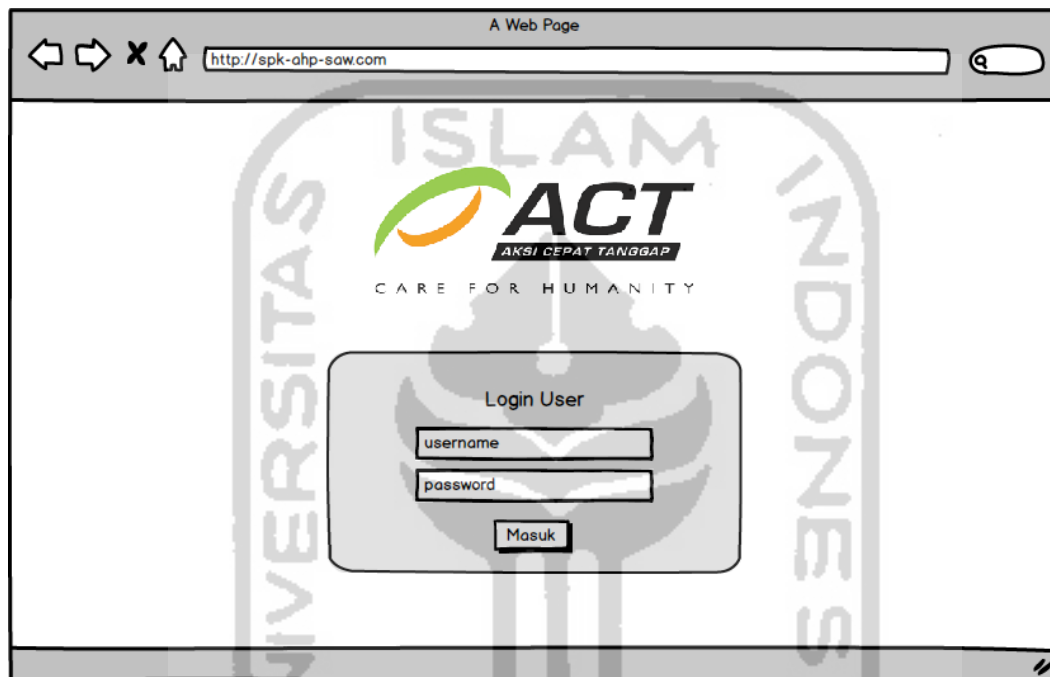 A Web Page
http://spk-ahp-saw.com
ISLAM
UNIVERSITAS
INDONES
ACT
AKSI CEPAT TANGGAP
CARE FOR HUMANITY
Login User
username
password
Masuk